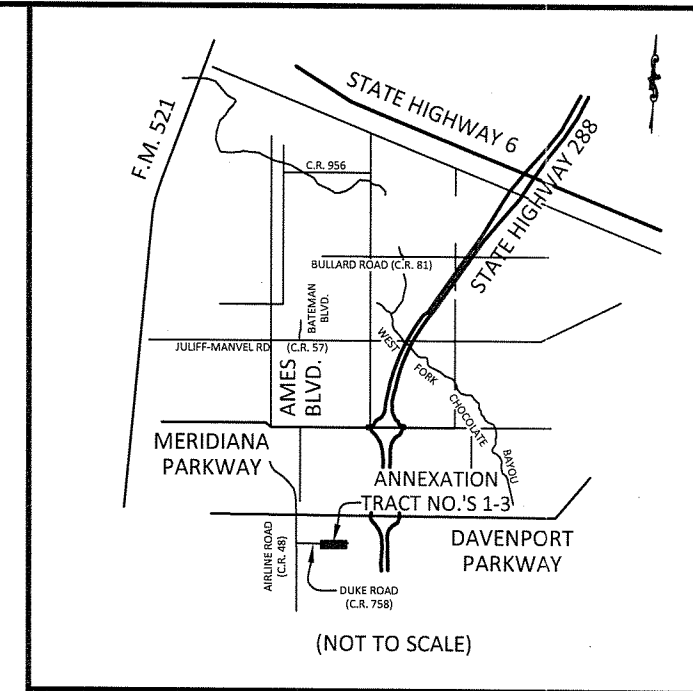 STATE HIGHWAY 6
F.M. 521
STATE HIGHWAY 288
C.R. 956
BULLARD ROAD (C.R. 81)
BATEMAN
BLVD.
JULIFF-MANVEL RD
(C.R. 57)
WEST FORK CHOCOLATE BAYOU
AMES
BLVD.
MERIDIANA
PARKWAY
ANNEXATION
TRACT NO.'S 1-3
DAVENPORT
PARKWAY
AIRLINE ROAD
(C.R. 48)
DUKE ROAD
(C.R. 758)
(NOT TO SCALE)